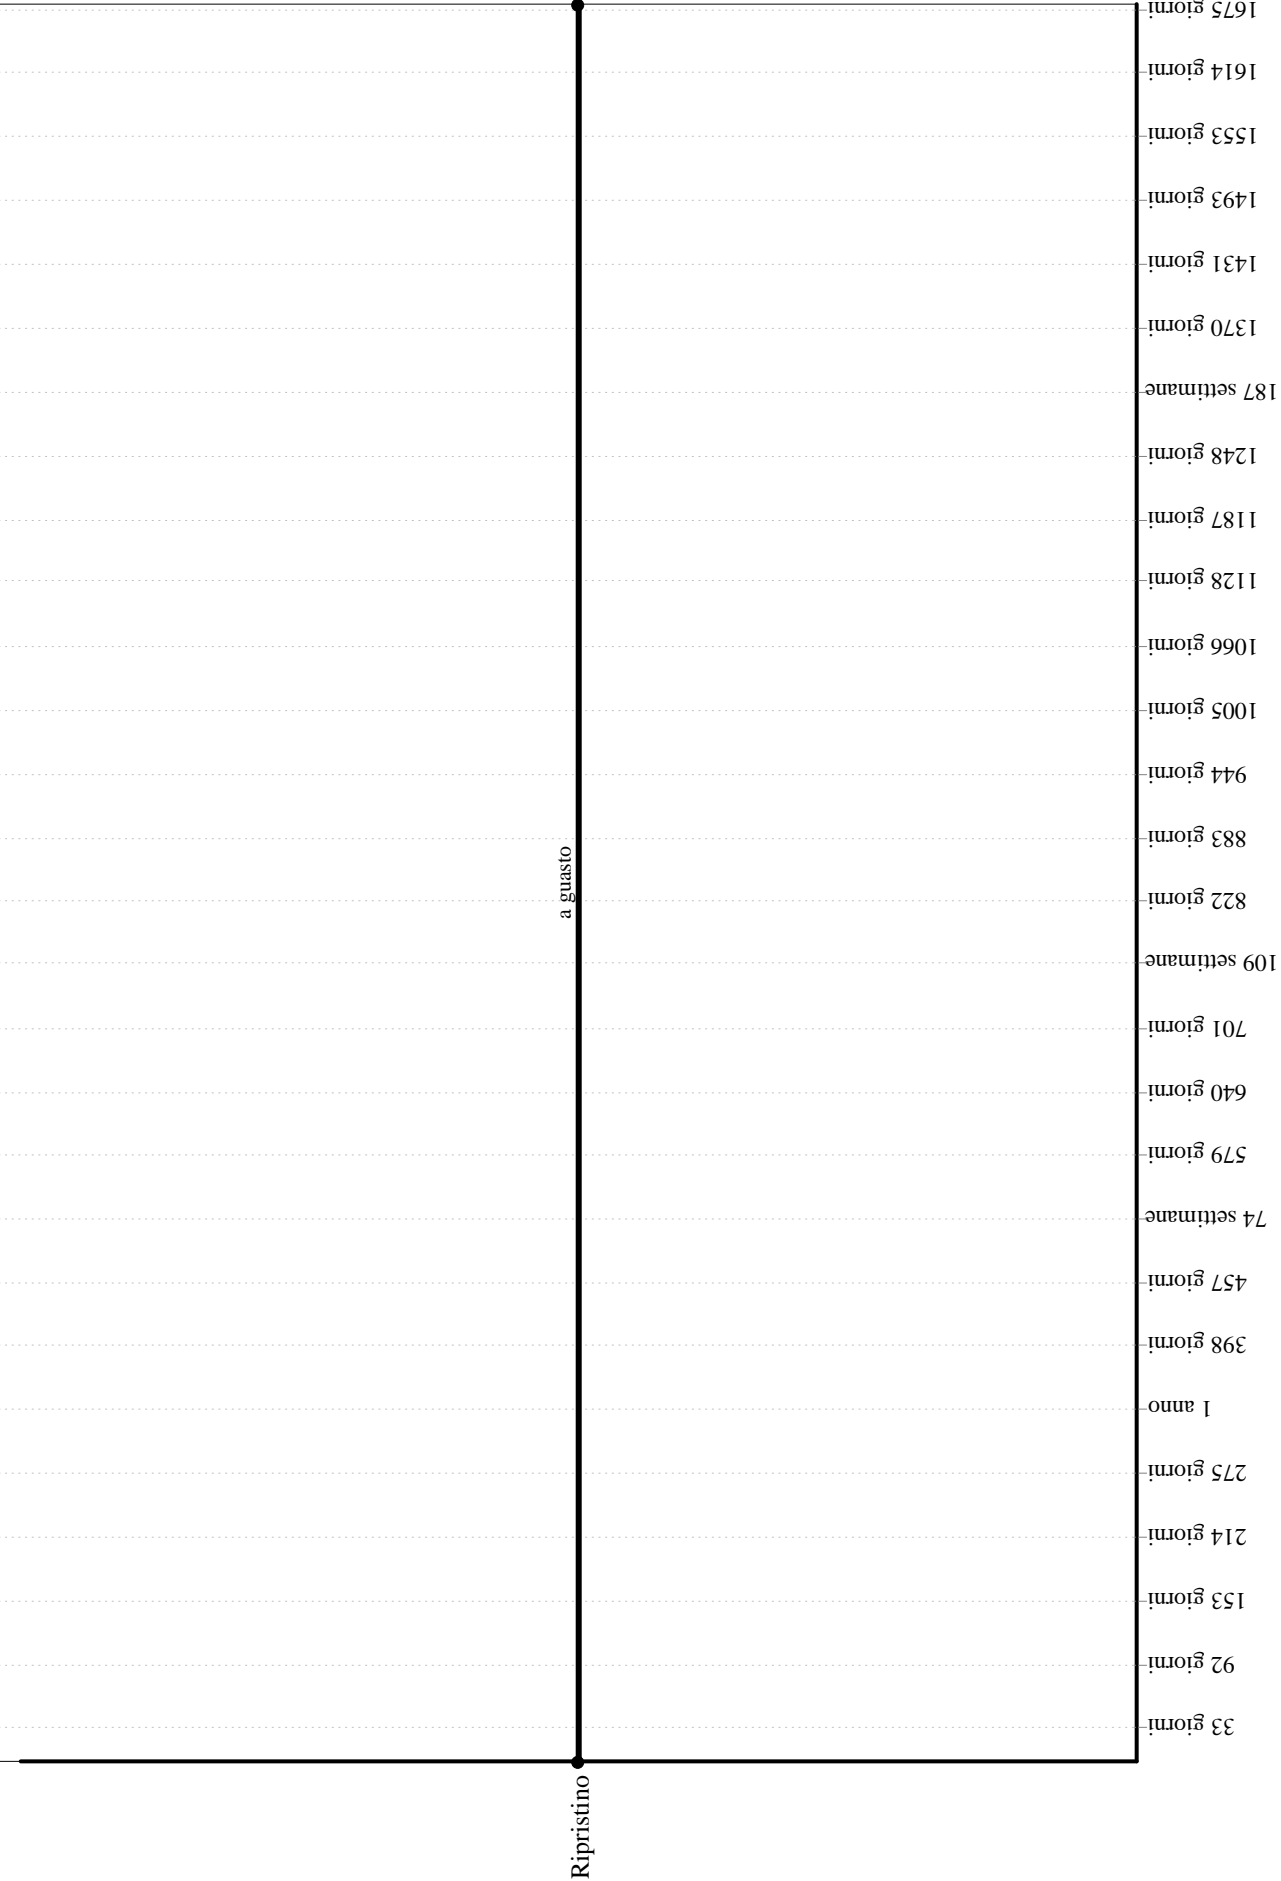 1675 giorni
1614 giorni
1553 giorni
1493 giorni
1431 giorni
1370 giorni
187 settimane
1248 giorni
1187 giorni
1128 giorni
1066 giorni
1005 giorni
944 giorni
883 giorni
822 giorni
109 settimane
701 giorni
640 giorni
579 giorni
74 settimane
457 giorni
398 giorni
1 anno
275 giorni
214 giorni
153 giorni
92 giorni
33 giorni
a guasto
Ripristino